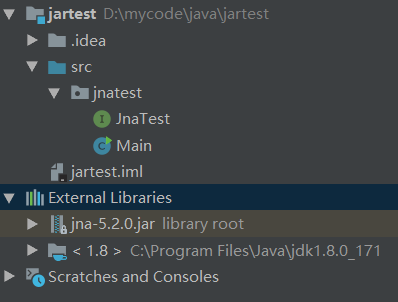 jartest D:\mycode\java\jartest
.idea
src
jnatest
I JnaTest
C Main
jartest.iml
External Libraries
jna-5.2.0.jar library root
< 1.8 > C:\Program Files\Java\jdk1.8.0_171
Scratches and Consoles